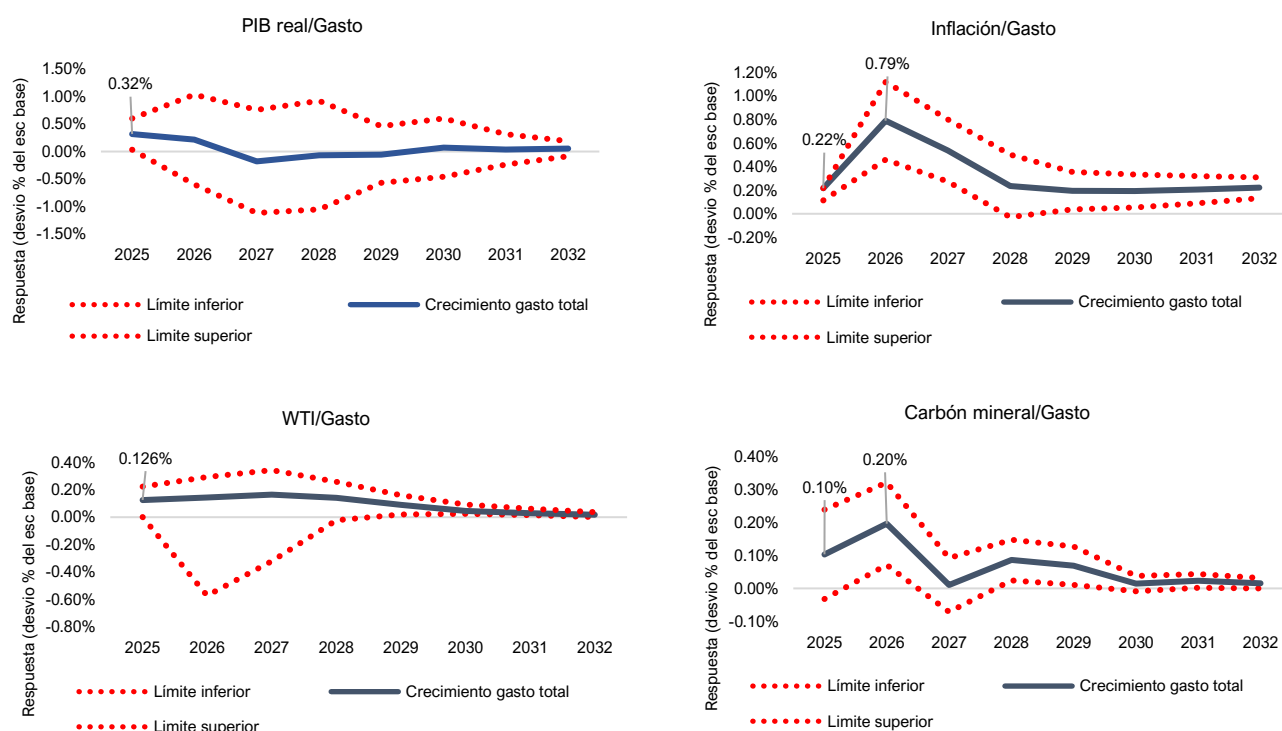 PIB real/Gasto
Respuesta (desvio % del esc base)
1.50%
1.00%
0.50%
0.00%
-0.50%
-1.00%
-1.50%
0.32%
2025 2026 2027 2028 2029 2030 2031 2032
Límite inferior
Crecimiento gasto total
Limite superior
Inflación/Gasto
Respuesta (desvio % del esc base)
1.20%
1.00%
0.80%
0.60%
0.40%
0.20%
0.00%
-0.20%
0.22%
0.79%
2025 2026 2027 2028 2029 2030 2031 2032
Límite inferior
Crecimiento gasto total
Limite superior
WTI/Gasto
Respuesta (desvio % del esc base)
0.40%
0.20%
0.00%
-0.20%
-0.40%
-0.60%
-0.80%
0.126%
2025 2026 2027 2028 2029 2030 2031 2032
Límite inferior
Crecimiento gasto total
Limite superior
Carbón mineral/Gasto
Respuesta (desvio % del esc base)
0.40%
0.30%
0.20%
0.10%
0.00%
-0.10%
0.10%
0.20%
2025 2026 2027 2028 2029 2030 2031 2032
Límite inferior
Crecimiento gasto total
Limite superior